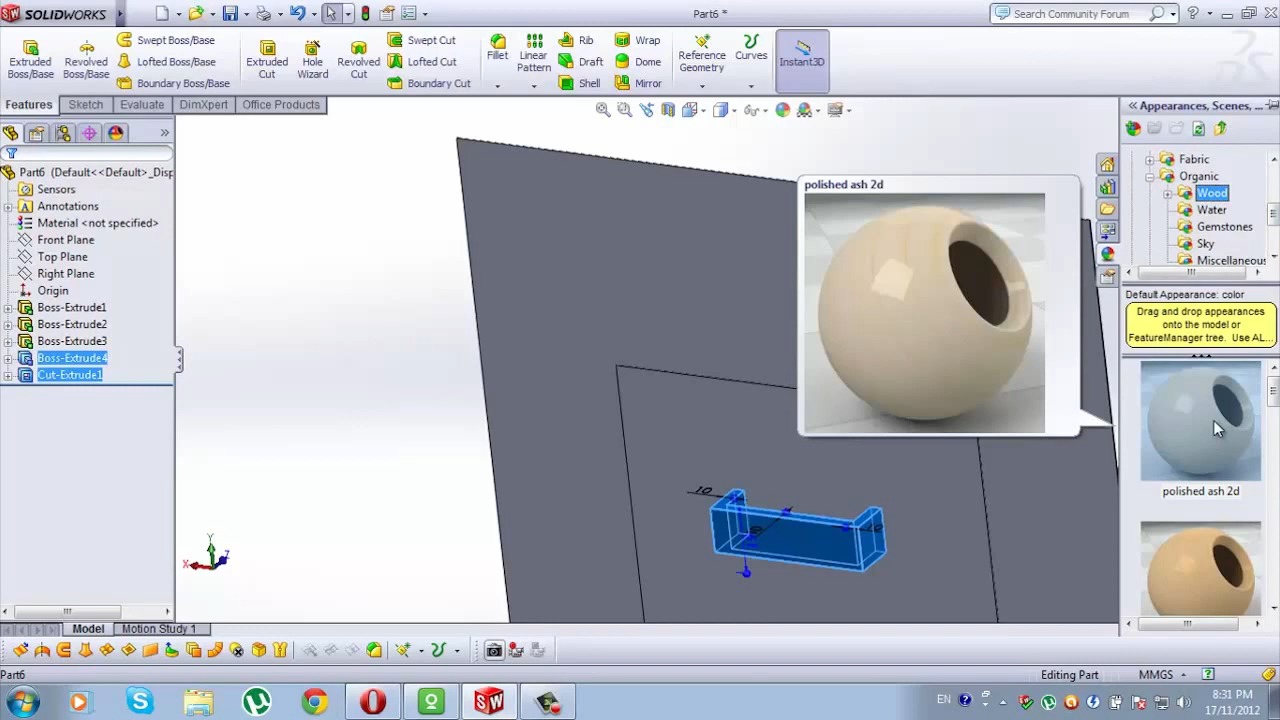 SOLIDWORKS
Part6 *
Search Community Forum
Extruded Boss/Base
Revolved Boss/Base
Swept Boss/Base
Lofted Boss/Base
Boundary Boss/Base
Extruded Cut
Hole Wizard
Revolved Cut
Swept Cut
Lofted Cut
Boundary Cut
Fillet
Linear Pattern
Rib
Draft
Shell
Wrap
Dome
Mirror
Reference Geometry
Curves
Instant3D
Features
Sketch
Evaluate
DimXpert
Office Products
Appearances, Scenes, ...
Part6 (Default<<Default>_Disp
Sensors
Annotations
Material <not specified>
Front Plane
Top Plane
Right Plane
Origin
Boss-Extrude1
Boss-Extrude2
Boss-Extrude3
Boss-Extrude4
Cut-Extrude1
polished ash 2d
10
10
Y
X
Z
Fabric
Organic
Wood
Water
Gemstones
Sky
Miscellaneous
Default Appearance: color
Drag and drop appearances
onto the model or
FeatureManager tree. Use AL...
polished ash 2d
Model
Motion Study 1
Part6
Editing Part
MMGS
EN
8:31 PM
17/11/2012